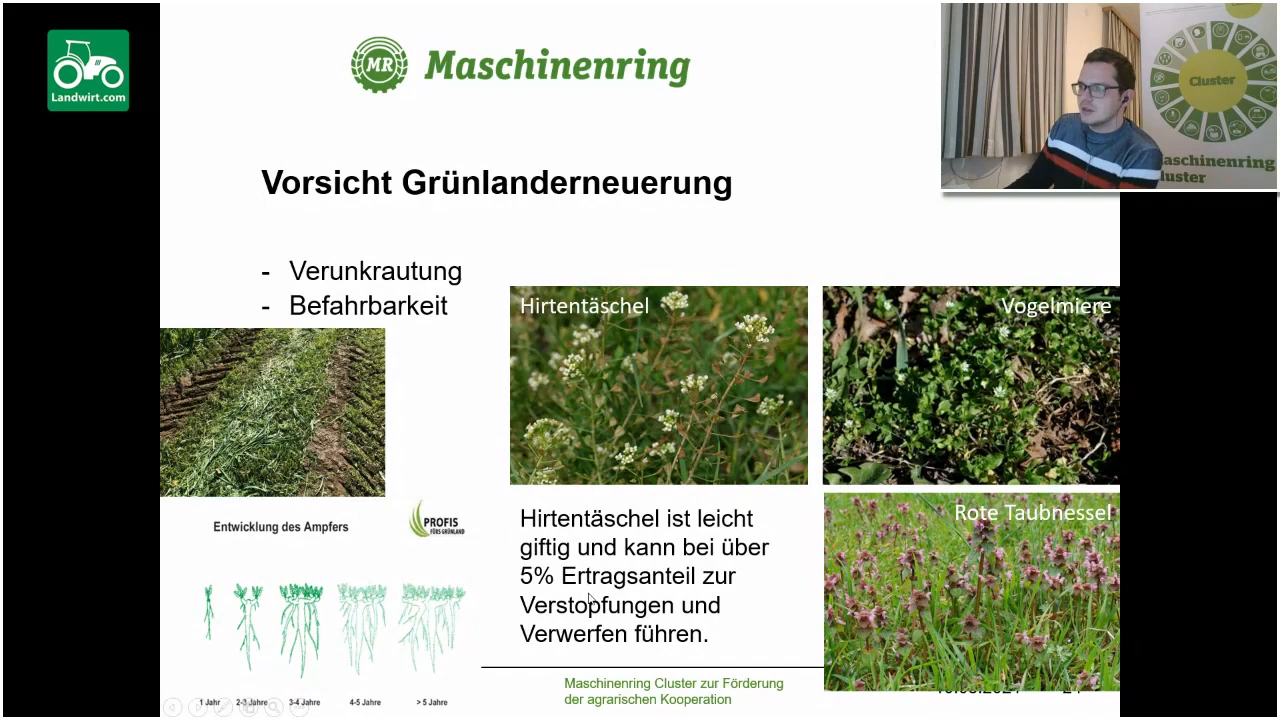 Landwirt.com
MR Maschinenring
Cluster
Maschinenring
Vorsicht Grünlanderneuerung
- Verunkrautung
- Befahrbarkeit
Hirtentäschel
Vogelmiere
Rote Taubnessel
Hirtentäschel ist leicht
giftig und kann bei über
5% Ertragsanteil zur
Verstopfungen und
Verwerfen führen.
Entwicklung des Ampfers
PROFIS
FÜRS GRÜNLAND
1 Jahr 2-3 Jahre 3-4 Jahre 4-5 Jahre > 5 Jahre
Maschinenring Cluster zur Förderung
der agrarischen Kooperation